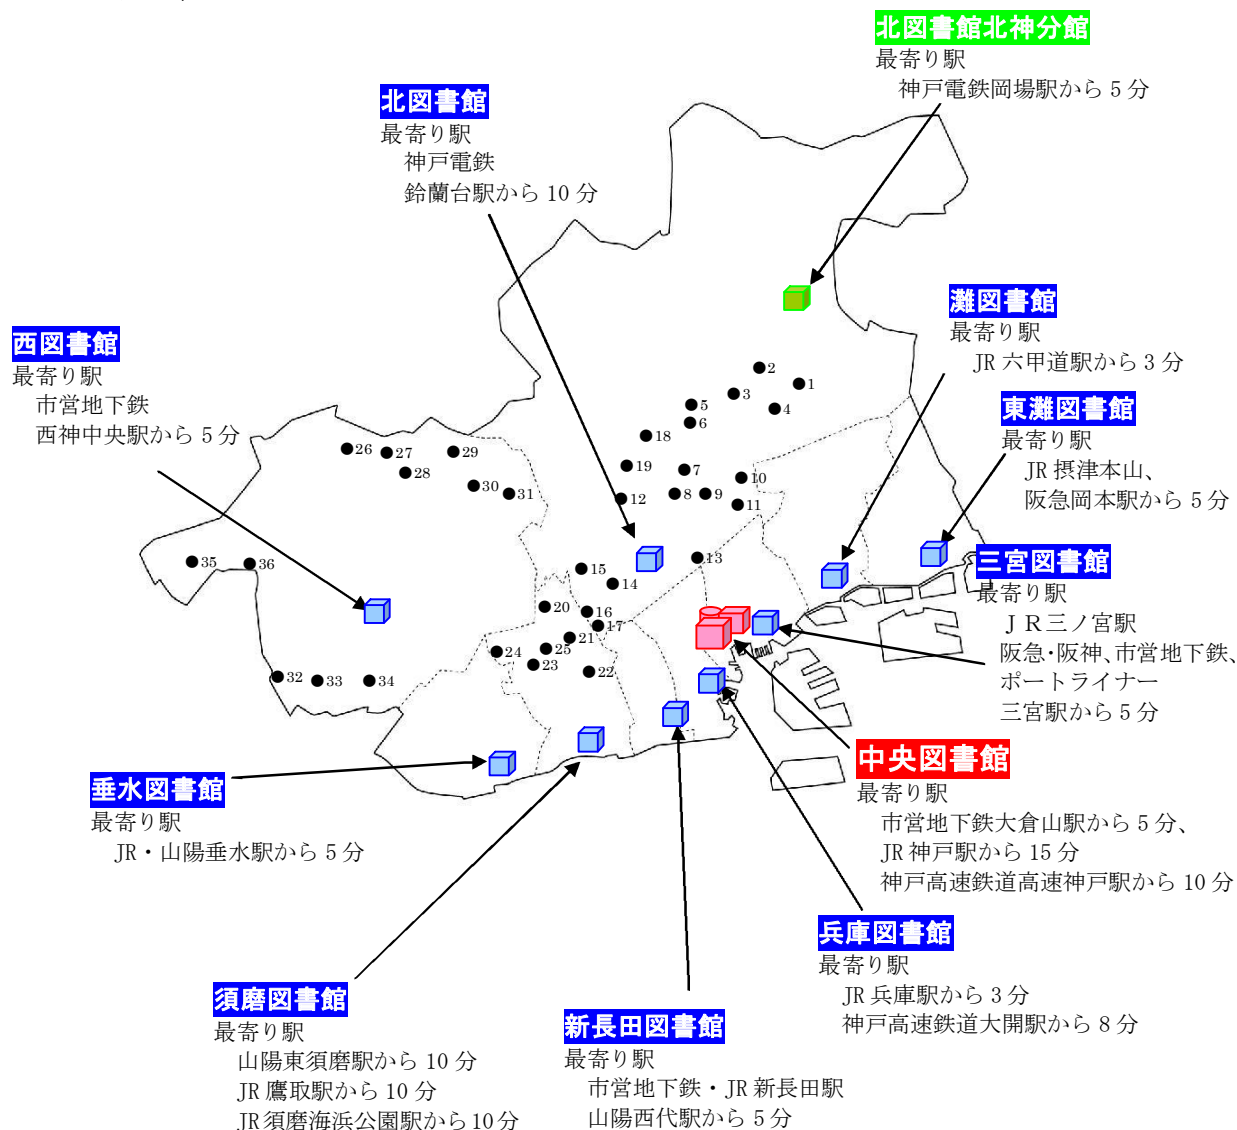 北図書館北神分館
最寄り駅
神戸電鉄岡場駅から 5 分
北図書館
最寄り駅
神戸電鉄
鈴蘭台駅から 10 分
灘図書館
最寄り駅
JR 六甲道駅から 3 分
西図書館
最寄り駅
市営地下鉄
西神中央駅から 5 分
東灘図書館
最寄り駅
JR 摂津本山、
阪急岡本駅から 5 分
三宮図書館
最寄り駅
ＪＲ三ノ宮駅
阪急・阪神、市営地下鉄、
ポートライナー
三宮駅から 5 分
中央図書館
最寄り駅
市営地下鉄大倉山駅から 5 分、
JR 神戸駅から 15 分
神戸高速鉄道高速神戸駅から 10 分
垂水図書館
最寄り駅
JR・山陽垂水駅から 5 分
兵庫図書館
最寄り駅
JR 兵庫駅から 3 分
神戸高速鉄道大開駅から 8 分
須磨図書館
最寄り駅
山陽東須磨駅から 10 分
JR 鷹取駅から 10 分
JR 須磨海浜公園駅から 10 分
新長田図書館
最寄り駅
市営地下鉄・JR 新長田駅
山陽西代駅から 5 分
2
1
3
4
5
6
18
26
27
29
28
19
7
10
30
31
12
8
9
11
35
36
15
13
14
20
16
17
21
24
25
23
22
32
33
34